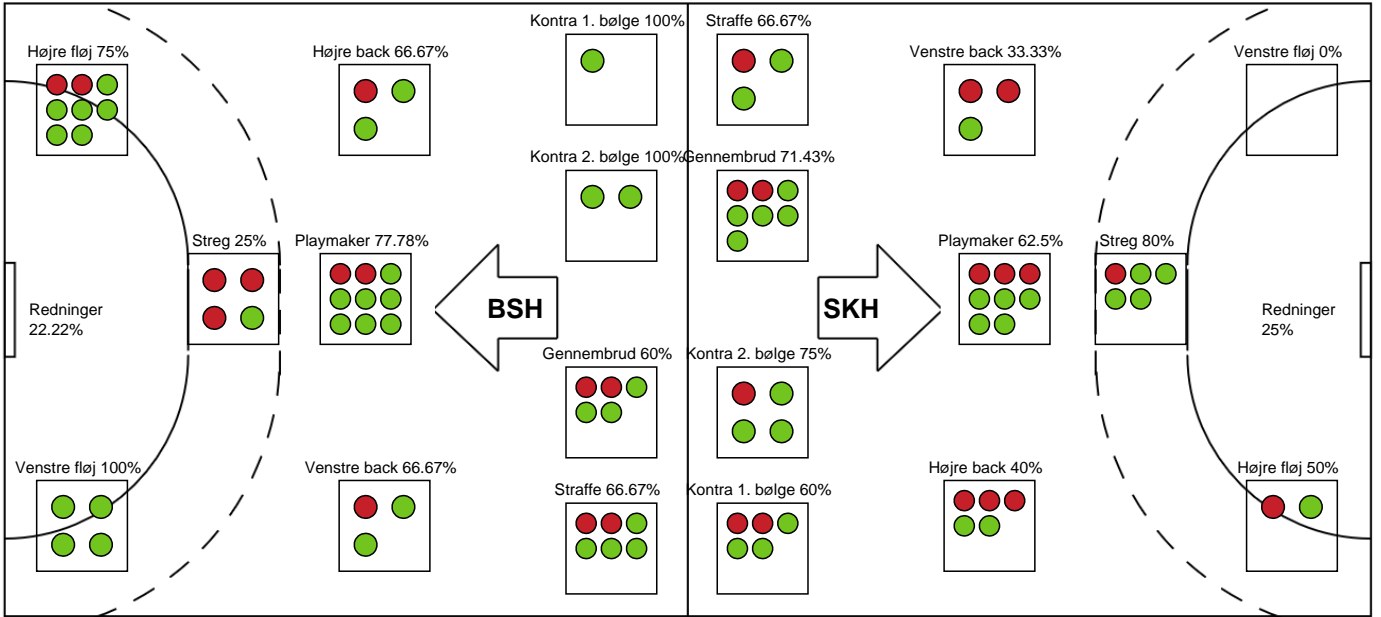 Kontra 1. bølge 100%
Straffe 66.67%
Højre fløj 75%
Højre back 66.67%
Venstre back 33.33%
Venstre fløj 0%
Kontra 2. bølge 100%
Gennembrud 71.43%
Streg 25%
Playmaker 77.78%
Playmaker 62.5%
Streg 80%
Redninger
22.22%
BSH
SKH
Redninger
25%
Gennembrud 60%
Kontra 2. bølge 75%
Venstre fløj 100%
Venstre back 66.67%
Højre back 40%
Højre fløj 50%
Straffe 66.67%
Kontra 1. bølge 60%